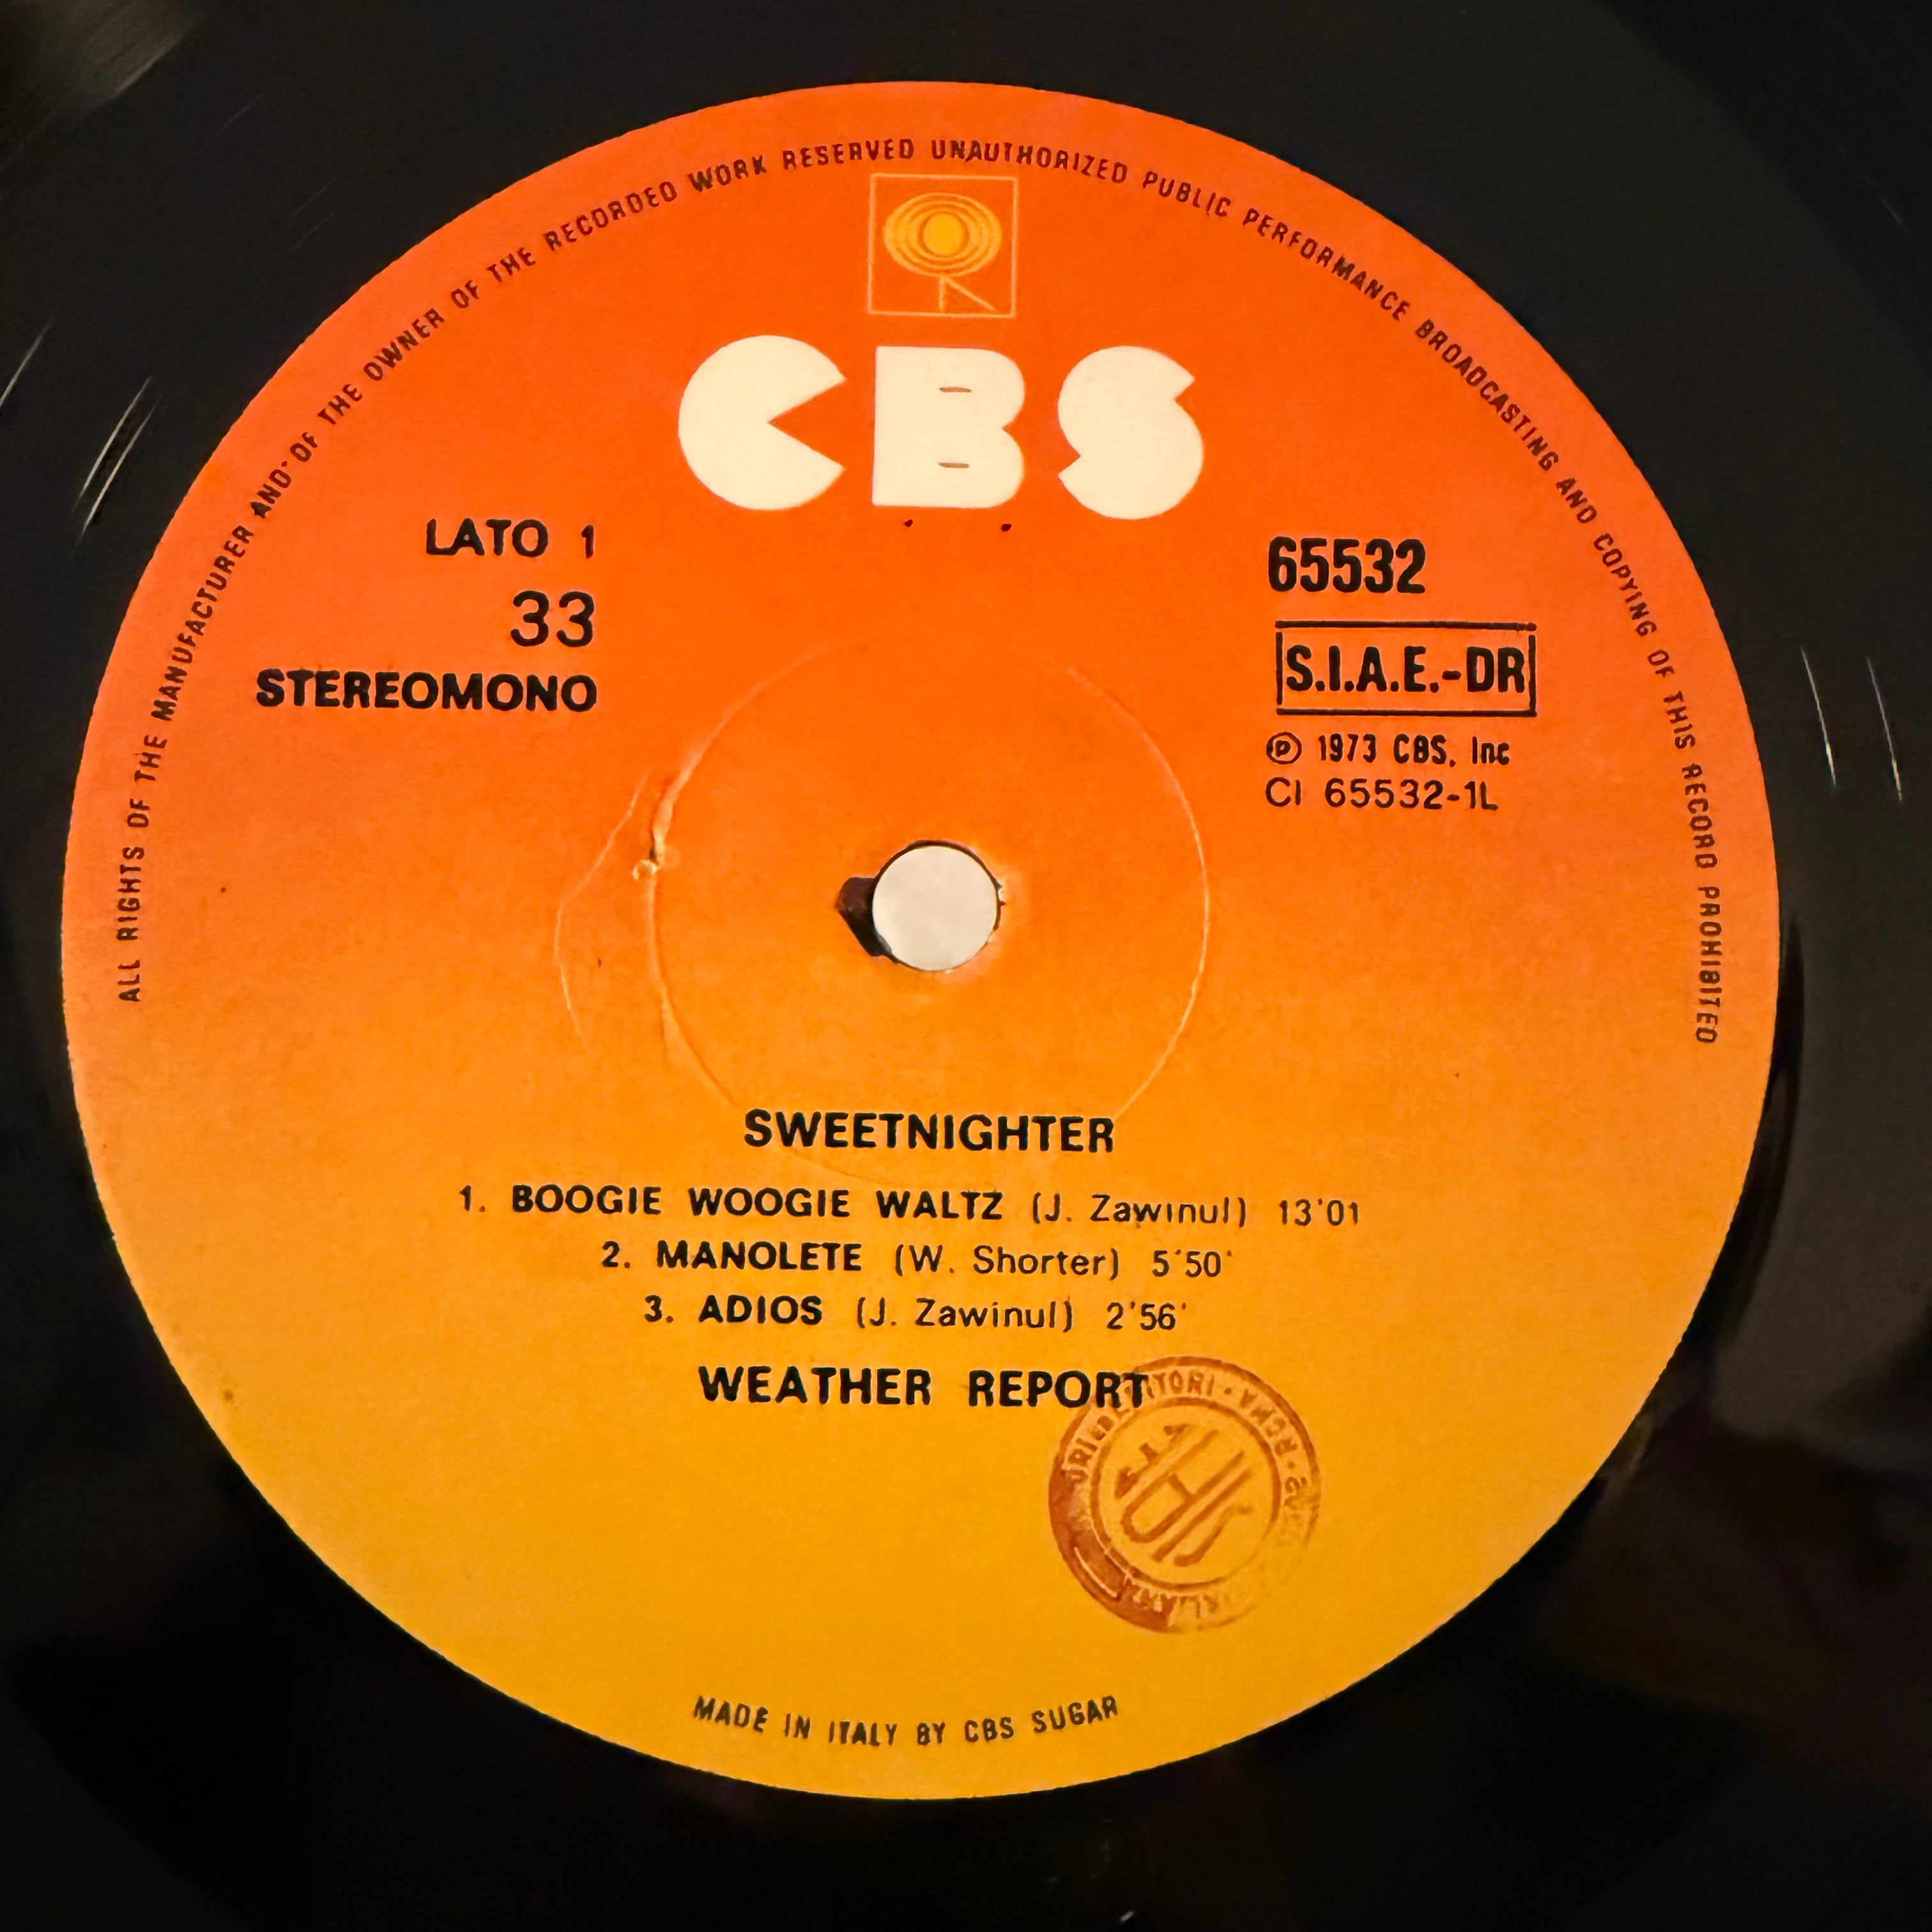 ALL RIGHTS OF THE MANUFACTURER AND OF THE OWNER OF THE RECORDED WORK RESERVED UNAUTHORIZED PUBLIC PERFORMANCE BROADCASTING AND COPYING OF THIS RECORD PROHIBITED
CBS
LATO 1
33
STEREOMONO
65532
S.I.A.E.-DR
℗ 1973 CBS, Inc
CI 65532-1L
SWEETNIGHTER
1. BOOGIE WOOGIE WALTZ (J. Zawinul) 13'01
2. MANOLETE (W. Shorter) 5'50'
3. ADIOS (J. Zawinul) 2'56'
WEATHER REPORT
ROMA
MADE IN ITALY BY CBS SUGAR